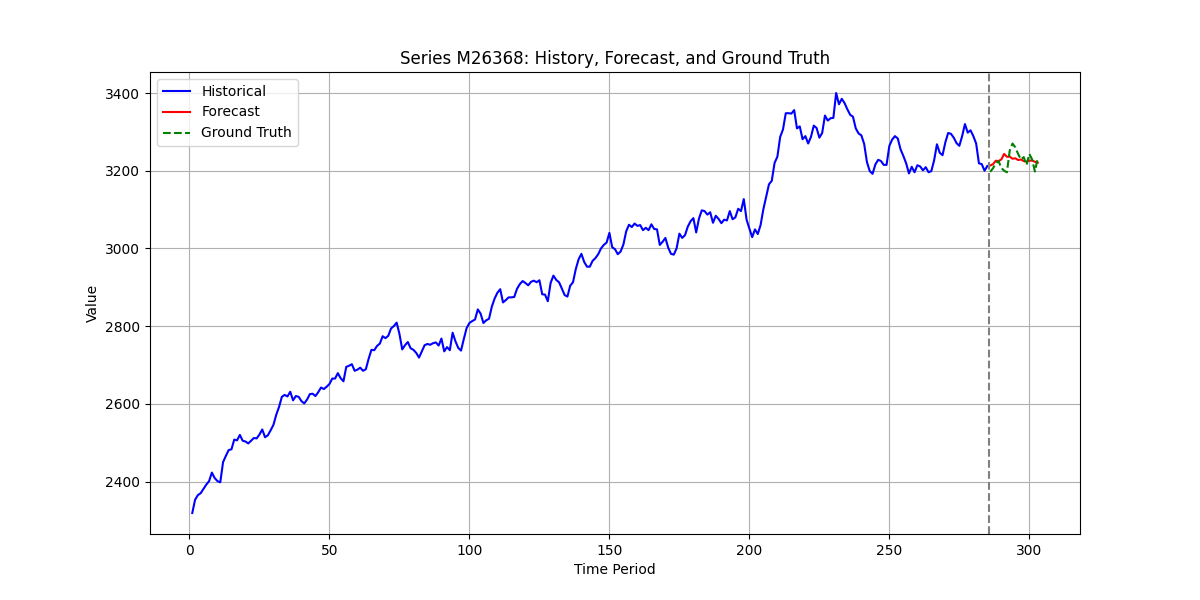 Series M26368: History, Forecast, and Ground Truth
Historical
Forecast
Ground Truth
3400
3200
3000
2800
2600
2400
Value
0 50 100 150 200 250 300
Time Period